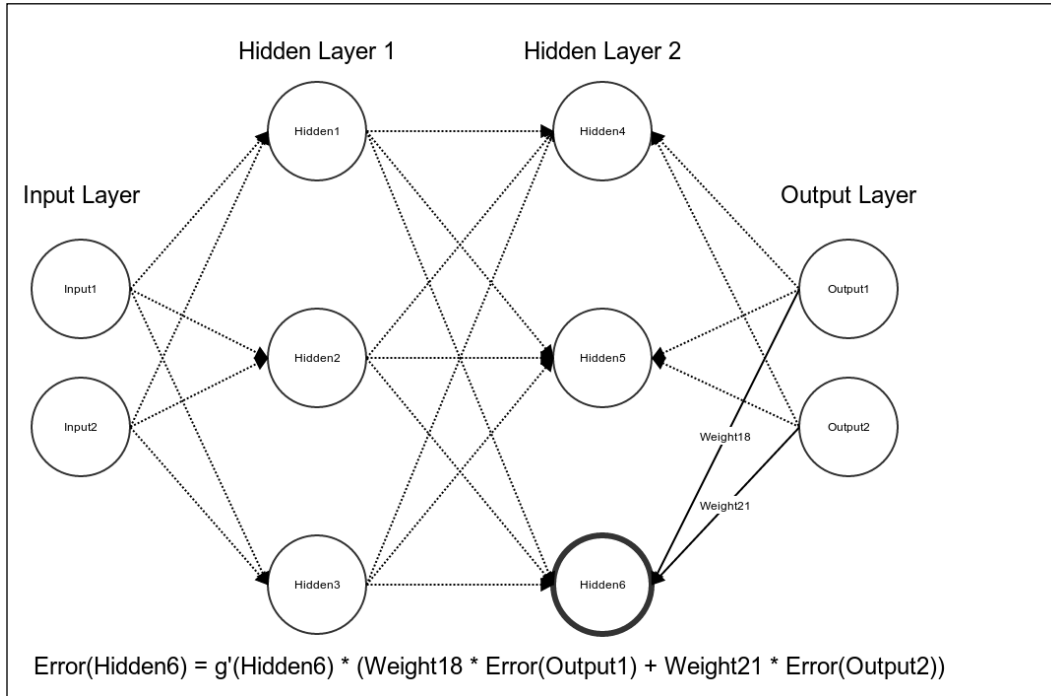 Hidden Layer 1
Hidden Layer 2
Hidden1
Hidden4
Input Layer
Output Layer
Input1
Output1
Hidden2
Hidden5
Input2
Output2
Weight18
Weight21
Hidden3
Hidden6
Error(Hidden6) = g'(Hidden6) * (Weight18 * Error(Output1) + Weight21 * Error(Output2))